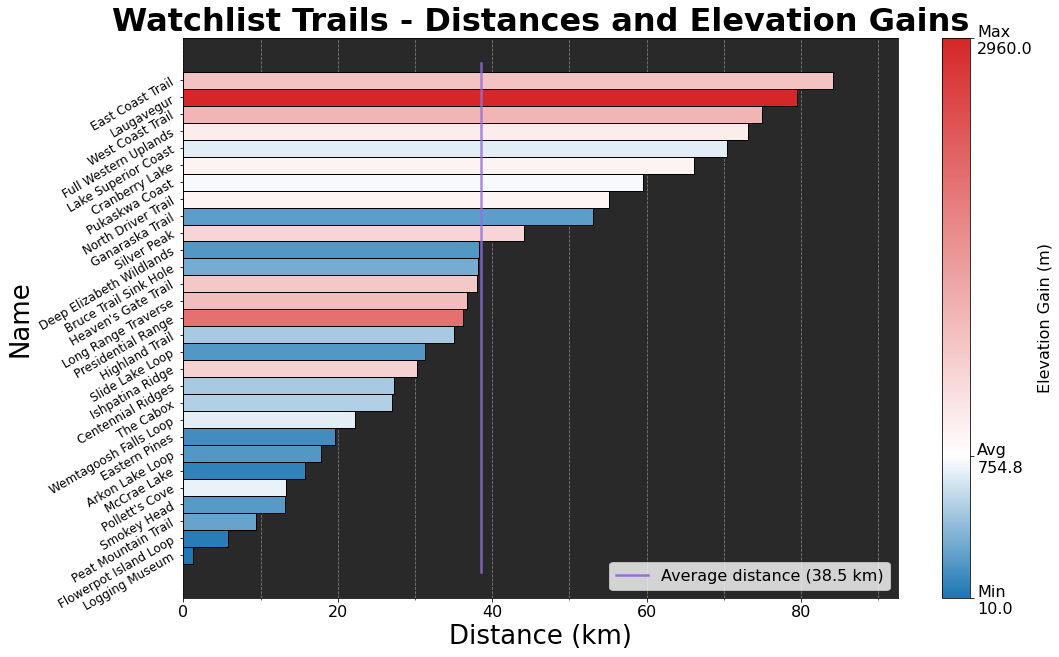 Watchlist Trails - Distances and Elevation Gains
Name
East Coast Trail
Laugavegur
West Coast Trail
Full Western Uplands
Lake Superior Coast
Cranberry Lake
Pukaskwa Coast
North Driver Trail
Ganaraska Trail
Silver Peak
Deep Elizabeth Wildlands
Bruce Trail Sink Hole
Heaven's Gate Trail
Long Range Traverse
Presidential Range
Highland Trail
Slide Lake Loop
Ishpatina Ridge
Centennial Ridges
The Cabox
Wemtagoosh Falls Loop
Eastern Pines
Arkon Lake Loop
McCrae Lake
Pollett's Cove
Smokey Head
Peat Mountain Trail
Flowerpot Island Loop
Logging Museum
Average distance (38.5 km)
0 20 40 60 80
Distance (km)
Max
2960.0
Avg
754.8
Min
10.0
Elevation Gain (m)